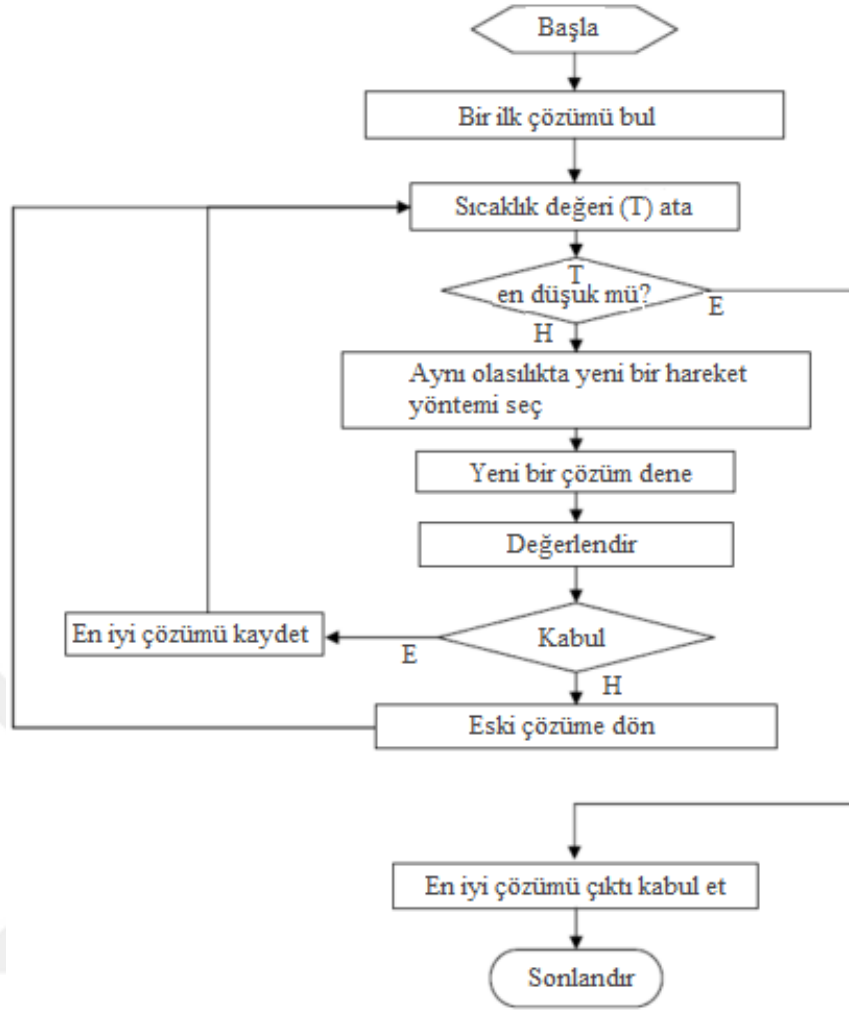 Başla
Bir ilk çözümü bul
Sıcaklık değeri (T) ata
T
en düşuk mü?
E
H
Aynı olasılıkta yeni bir hareket
yöntemi seç
Yeni bir çözüm dene
Değerlendir
Kabul
E
En iyi çözümü kaydet
H
Eski çözüme dön
En iyi çözümü çıktı kabul et
Sonlandır